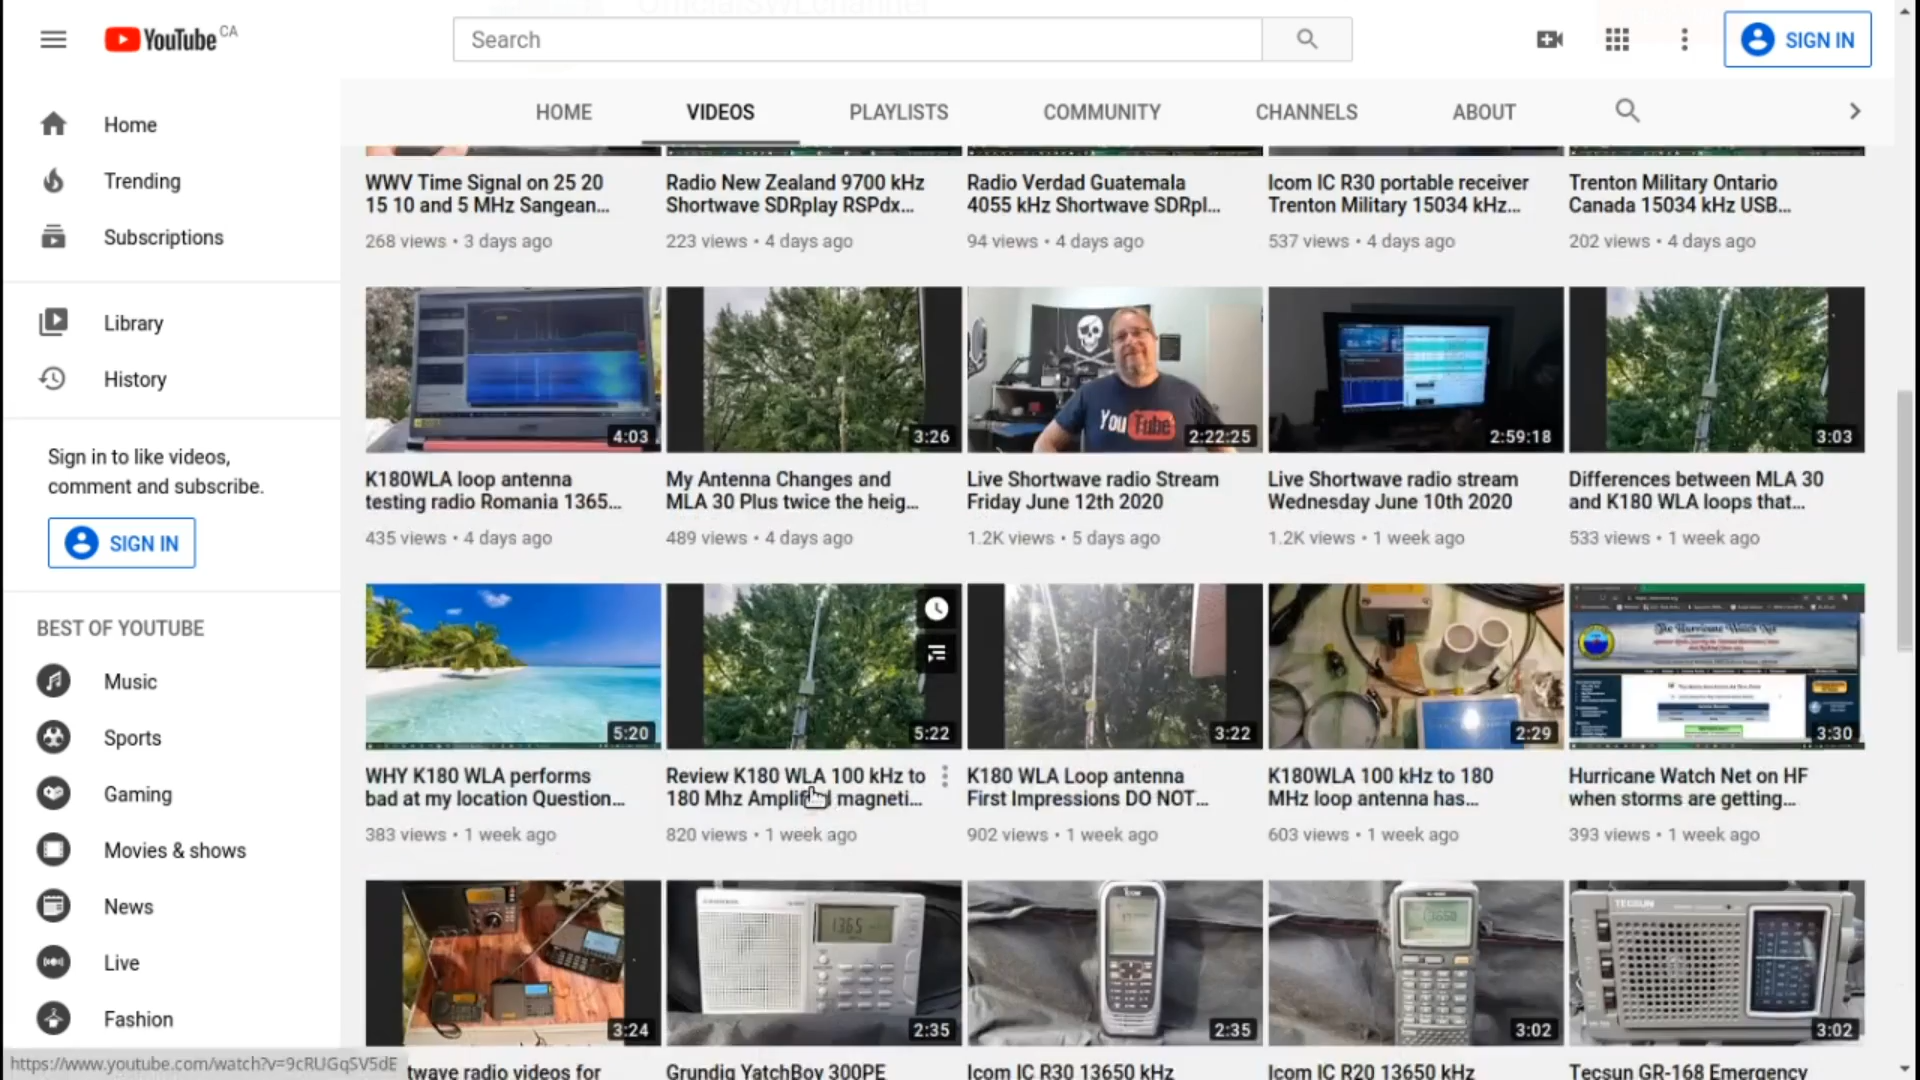 YouTube CA
Search
SIGN IN
HOME
VIDEOS
PLAYLISTS
COMMUNITY
CHANNELS
ABOUT
Home
Trending
Subscriptions
Library
History
Sign in to like videos,
comment and subscribe.
SIGN IN
BEST OF YOUTUBE
Music
Sports
Gaming
Movies & shows
News
Live
Fashion
https://www.youtube.com/watch?v=9cRUGqSV5dE
WWV Time Signal on 25 20
15 10 and 5 MHz Sangean...
268 views • 3 days ago
Radio New Zealand 9700 kHz
Shortwave SDRplay RSPdx...
223 views • 4 days ago
Radio Verdad Guatemala
4055 kHz Shortwave SDRpl...
94 views • 4 days ago
Icom IC R30 portable receiver
Trenton Military 15034 kHz...
537 views • 4 days ago
Trenton Military Ontario
Canada 15034 kHz USB...
202 views • 4 days ago
4:03
K180WLA loop antenna
testing radio Romania 1365...
435 views • 4 days ago
3:26
My Antenna Changes and
MLA 30 Plus twice the heig...
489 views • 4 days ago
You Tube
2:22:25
Live Shortwave radio Stream
Friday June 12th 2020
1.2K views • 5 days ago
2:59:18
Live Shortwave radio stream
Wednesday June 10th 2020
1.2K views • 1 week ago
3:03
Differences between MLA 30
and K180 WLA loops that...
533 views • 1 week ago
5:20
WHY K180 WLA performs
bad at my location Question...
383 views • 1 week ago
5:22
Review K180 WLA 100 kHz to
180 Mhz Amplified magneti...
820 views • 1 week ago
3:22
K180 WLA Loop antenna
First Impressions DO NOT...
902 views • 1 week ago
2:29
K180WLA 100 kHz to 180
MHz loop antenna has...
603 views • 1 week ago
The Hurricane Watch Net
3:30
Hurricane Watch Net on HF
when storms are getting...
393 views • 1 week ago
3:24
twave radio videos for
1365
2:35
Grundig YatchBoy 300PE
2:35
Icom IC R30 13650 kHz
3:02
Icom IC R20 13650 kHz
TECSUN
3:02
Tecsun GR-168 Emergency